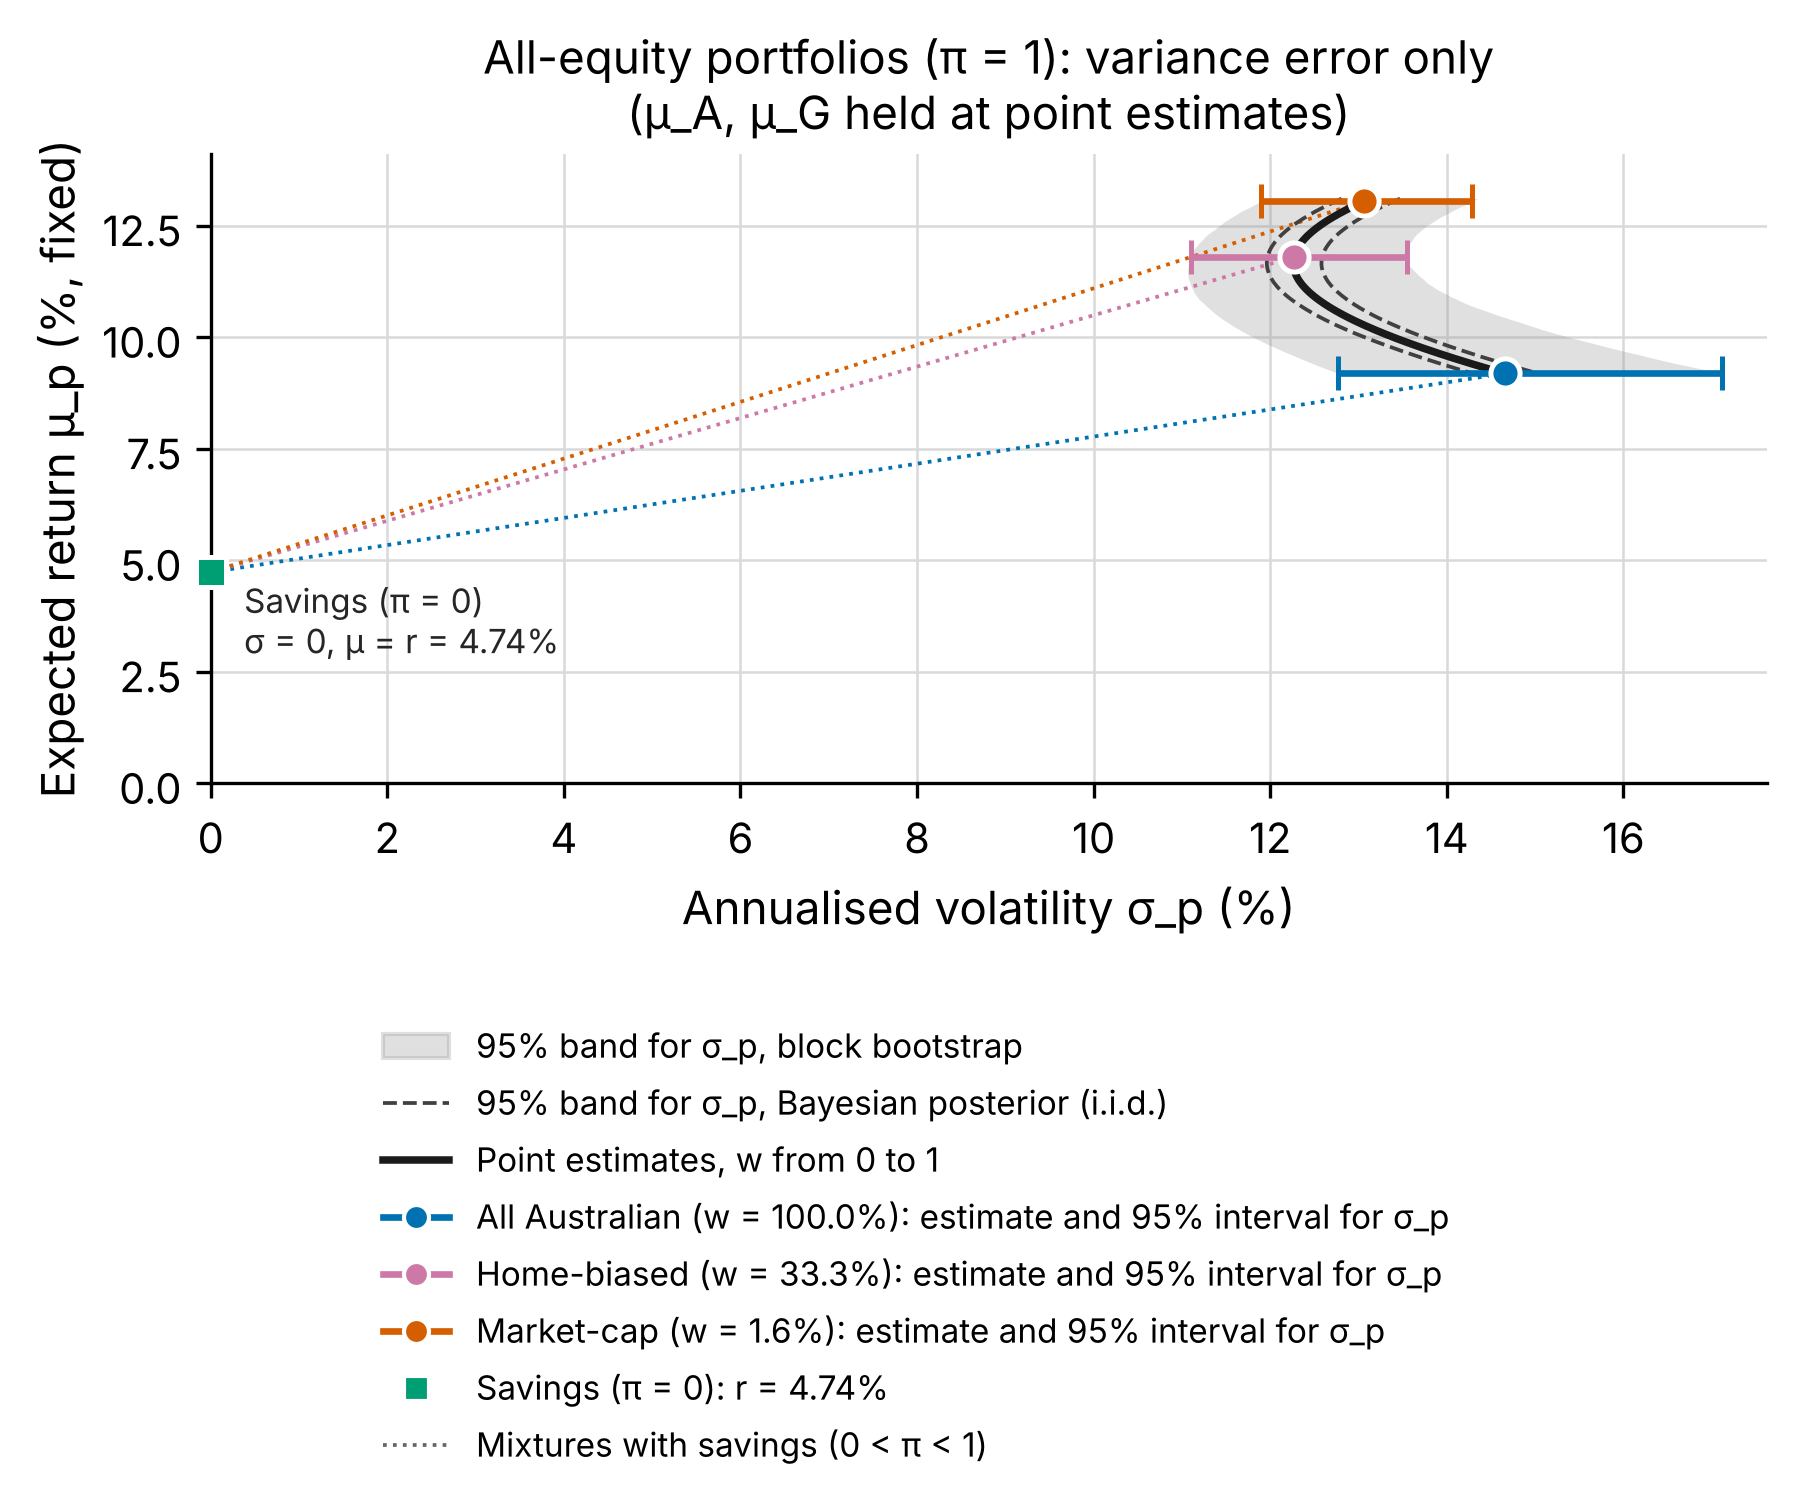 All-equity portfolios (π = 1): variance error only
(μ_A, μ_G held at point estimates)
Expected return μ_p (%, fixed)
12.5
10.0
7.5
5.0
2.5
0.0
Savings (π = 0)
σ = 0, μ = r = 4.74%
0 2 4 6 8 10 12 14 16
Annualised volatility σ_p (%)
95% band for σ_p, block bootstrap
95% band for σ_p, Bayesian posterior (i.i.d.)
Point estimates, w from 0 to 1
All Australian (w = 100.0%): estimate and 95% interval for σ_p
Home-biased (w = 33.3%): estimate and 95% interval for σ_p
Market-cap (w = 1.6%): estimate and 95% interval for σ_p
Savings (π = 0): r = 4.74%
Mixtures with savings (0 < π < 1)